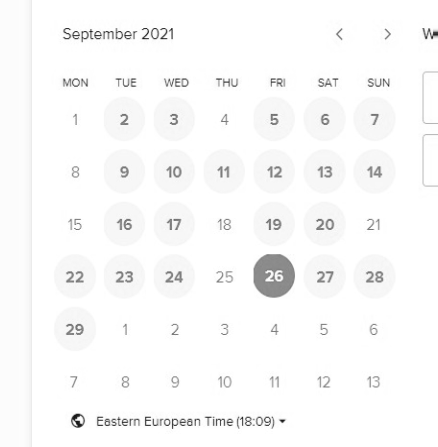 September 2021
MON TUE WED THU FRI SAT SUN
1 2 3 4 5 6 7
8 9 10 11 12 13 14
15 16 17 18 19 20 21
22 23 24 25 26 27 28
29 1 2 3 4 5 6
7 8 9 10 11 12 13
Eastern European Time (18:09)